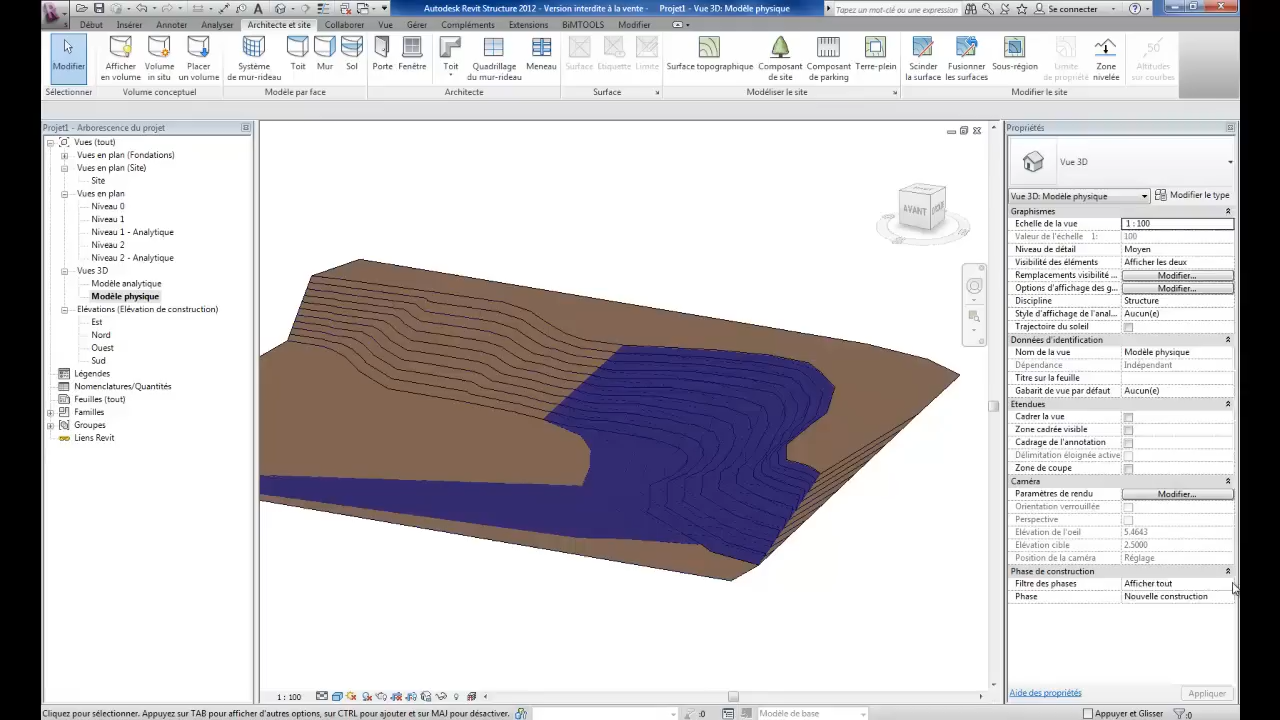 Autodesk Revit Structure 2012 - Version interdite à la vente - Projet1 - Vue 3D: Modèle physique
Tapez un mot-clé ou une expression
Se connecter
Début Insérer Annoter Analyser Architecte et site Collaborer Vue Gérer Compléments Extensions BiMTOOLS Modifier
Modifier
Afficher en volume
Volume in situ
Placer un volume
Système de mur-rideau
Toit
Mur
Sol
Porte
Fenêtre
Toit
Quadrillage du mur-rideau
Meneau
Surface
Etiquette
Limite
Surface topographique
Composant de site
Composant de parking
Terre-plein
Scinder la surface
Fusionner les surfaces
Sous-région
Limite de propriété
Zone nivelée
Altitudes sur courbes
Sélectionner
Volume conceptuel
Modèle par face
Architecte
Surface
Modéliser le site
Modifier le site
Projet1 - Arborescence du projet
Vues (tout)
Vues en plan (Fondations)
Vues en plan (Site)
Site
Vues en plan
Niveau 0
Niveau 1
Niveau 1 - Analytique
Niveau 2
Niveau 2 - Analytique
Vues 3D
Modèle analytique
Modèle physique
Elévations (Elévation de construction)
Est
Nord
Ouest
Sud
Légendes
Nomenclatures/Quantités
Feuilles (tout)
Familles
Groupes
Liens Revit
AVANT
Propriétés
Vue 3D
Vue 3D: Modèle physique
Modifier le type
Graphismes
Echelle de la vue 1 : 100
Valeur de l'échelle 1: 100
Niveau de détail Moyen
Visibilité des éléments Afficher les deux
Remplacements visibilité ... Modifier...
Options d'affichage des g... Modifier...
Discipline Structure
Style d'affichage de l'anal... Aucun(e)
Trajectoire du soleil
Données d'identification
Nom de la vue Modèle physique
Dépendance Indépendant
Titre sur la feuille
Gabarit de vue par défaut Aucun(e)
Etendues
Cadrer la vue
Zone cadrée visible
Cadrage de l'annotation
Délimitation éloignée active
Zone de coupe
Caméra
Paramètres de rendu Modifier...
Orientation verrouillée
Perspective
Elévation de l'oeil 5.4643
Elévation cible 2.5000
Position de la caméra Réglage
Phase de construction
Filtre des phases Afficher tout
Phase Nouvelle construction
Aide des propriétés
Appliquer
1 : 100
Cliquez pour sélectionner. Appuyez sur TAB pour afficher d'autres options, sur CTRL pour ajouter et sur MAJ pour désactiver.
:0
Modèle de base
Appuyer et Glisser
:0